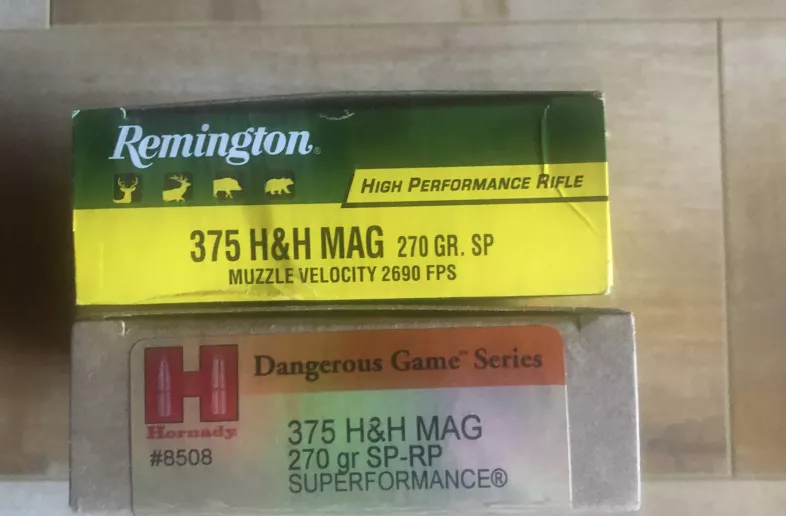 Remington®
HIGH PERFORMANCE RIFLE
375 H&H MAG 270 GR. SP
MUZZLE VELOCITY 2690 FPS
H
Hornady
Dangerous Game™ Series
#8508
375 H&H MAG
270 gr SP-RP
SUPERFORMANCE®